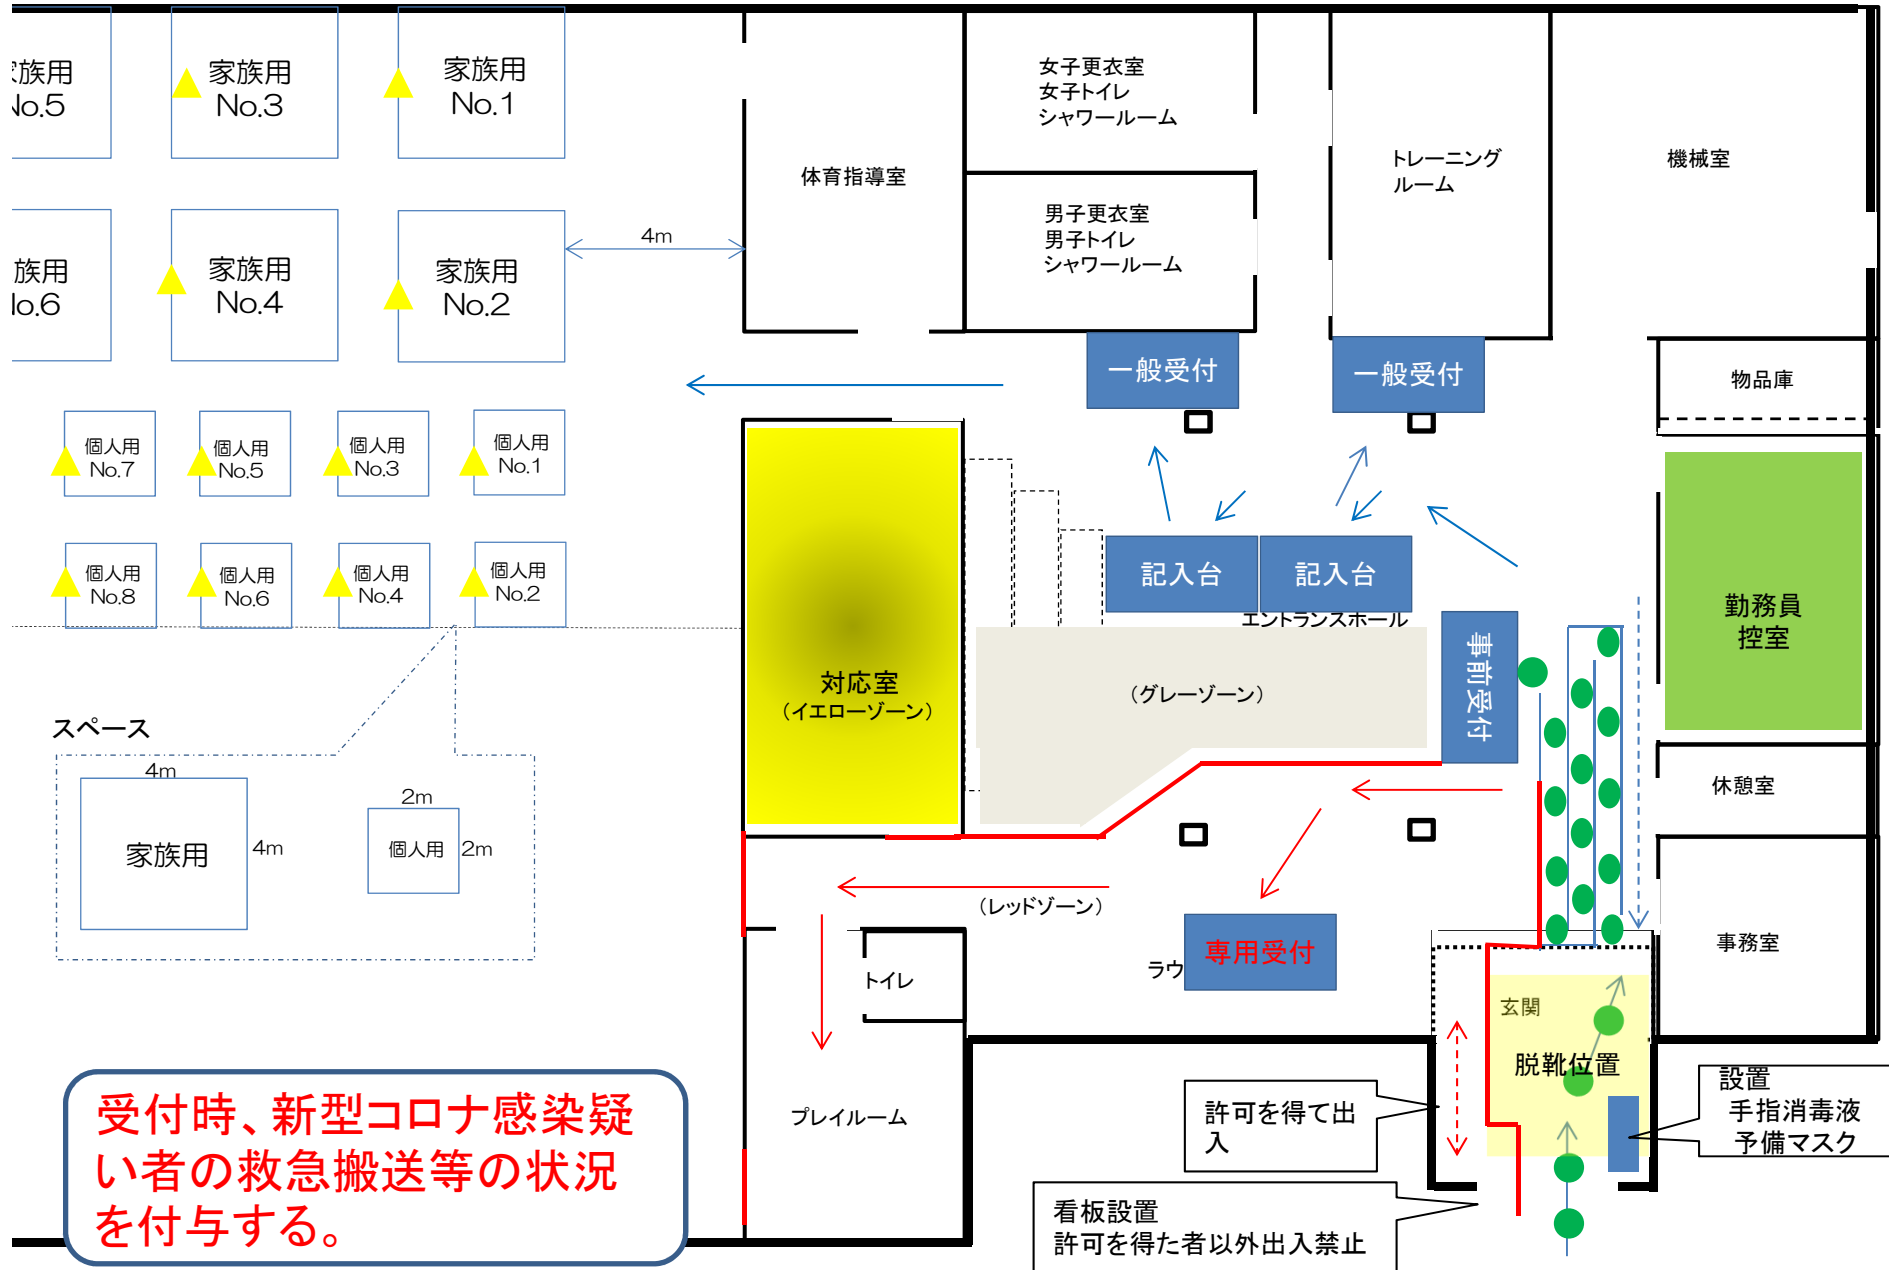 家族用
No.5
家族用
No.3
家族用
No.1
女子更衣室
女子トイレ
シャワールーム
体育指導室
トレーニング
ルーム
機械室
男子更衣室
男子トイレ
シャワールーム
4m
族用
No.6
家族用
No.4
家族用
No.2
一般受付
一般受付
物品庫
個人用
No.7
個人用
No.5
個人用
No.3
個人用
No.1
個人用
No.8
個人用
No.6
個人用
No.4
個人用
No.2
記入台
記入台
エントランスホール
勤務員
控室
事前受付
対応室
（イエローゾーン）
（グレーゾーン）
スペース
4m
家族用
4m
2m
個人用
2m
休憩室
（レッドゾーン）
専用受付
ラウ
事務室
トイレ
玄関
脱靴位置
プレイルーム
許可を得て出
入
設置
手指消毒液
予備マスク
看板設置
許可を得た者以外出入禁止
受付時、新型コロナ感染疑
い者の救急搬送等の状況
を付与する。